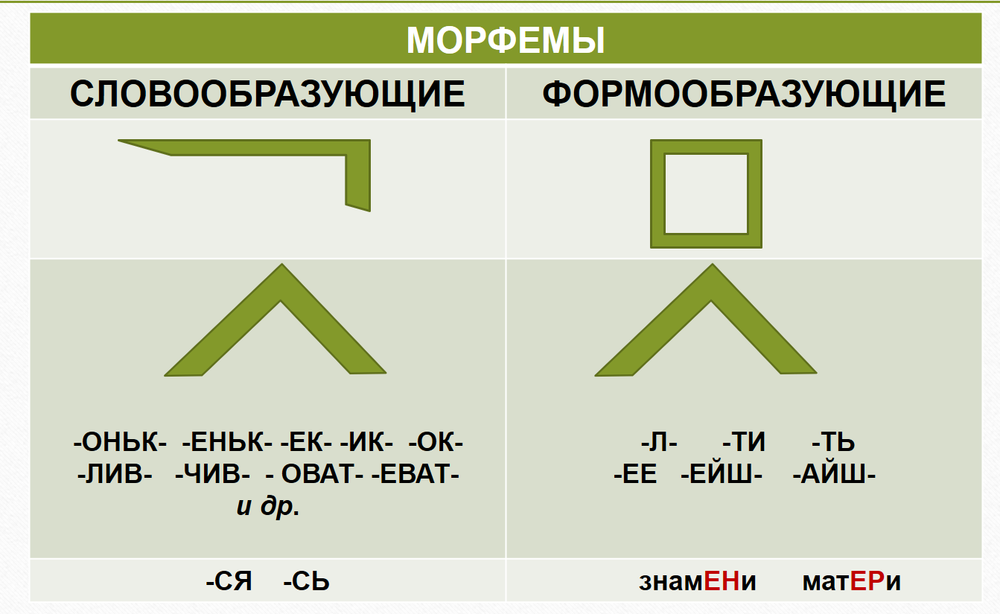 МОРФЕМЫ
СЛОВООБРАЗУЮЩИЕ
ФОРМООБРАЗУЮЩИЕ
-ОНЬК- -ЕНЬК- -ЕК- -ИК- -ОК-
-ЛИВ- -ЧИВ- - ОВАТ- -ЕВАТ-
и др.
-Л- -ТИ -ТЬ
-ЕЕ -ЕЙШ- -АЙШ-
-СЯ -СЬ
знамЕНи матЕРи